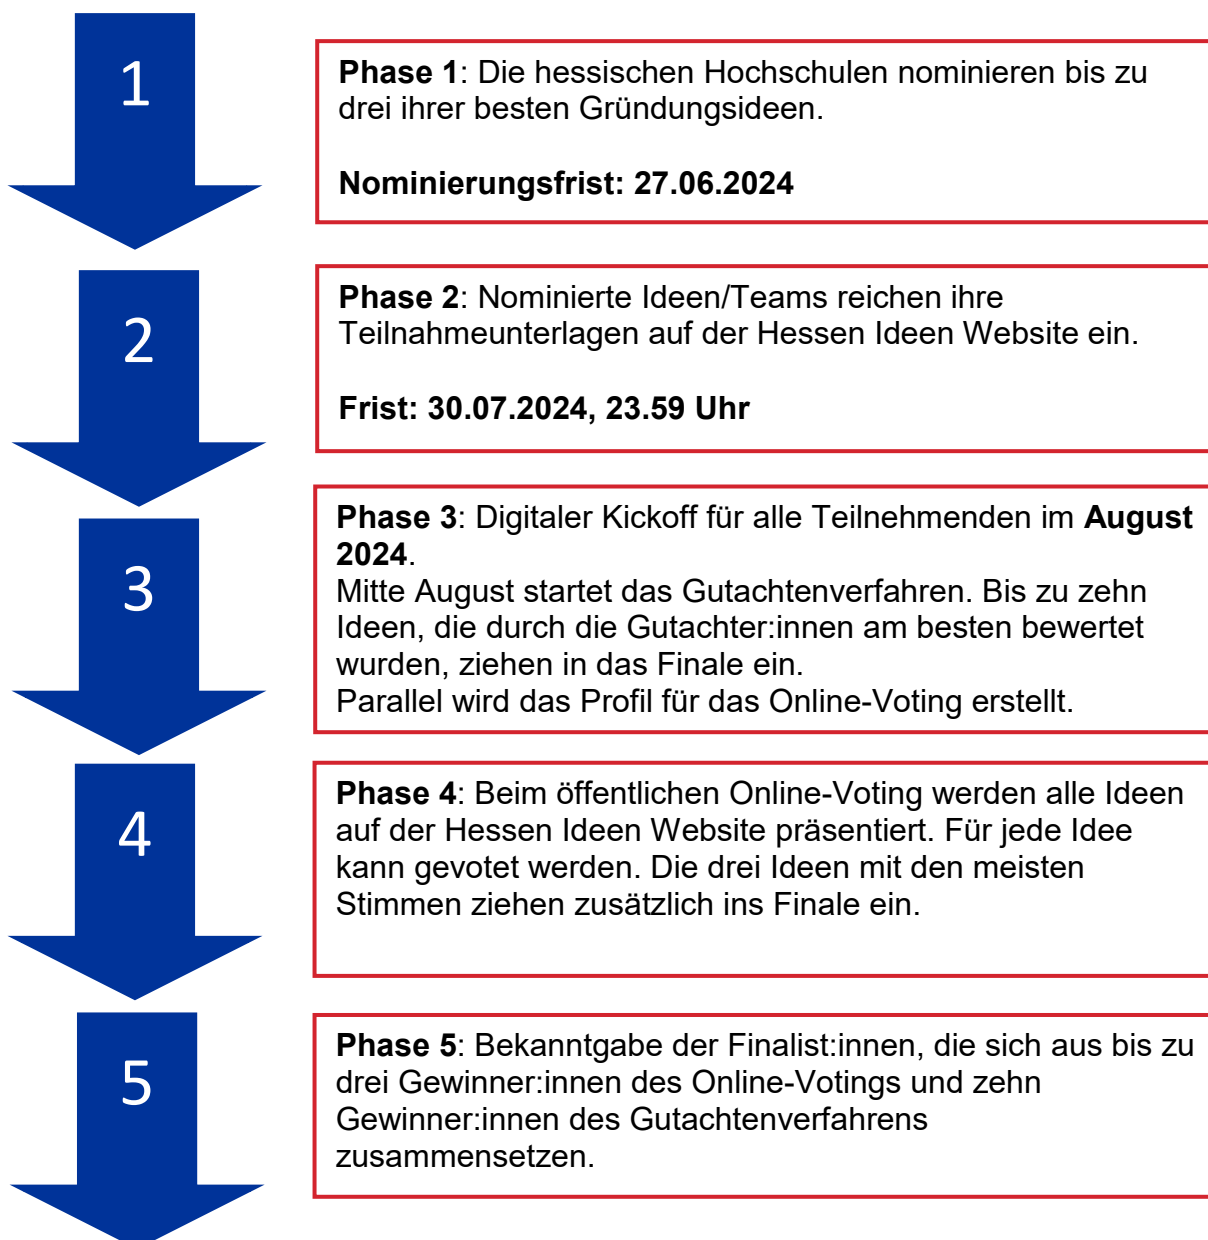 1
Phase 1: Die hessischen Hochschulen nominieren bis zu
drei ihrer besten Gründungsideen.
Nominierungsfrist: 27.06.2024
2
Phase 2: Nominierte Ideen/Teams reichen ihre
Teilnahmeunterlagen auf der Hessen Ideen Website ein.
Frist: 30.07.2024, 23.59 Uhr
3
Phase 3: Digitaler Kickoff für alle Teilnehmenden im August
2024.
Mitte August startet das Gutachtenverfahren. Bis zu zehn
Ideen, die durch die Gutachter:innen am besten bewertet
wurden, ziehen in das Finale ein.
Parallel wird das Profil für das Online-Voting erstellt.
4
Phase 4: Beim öffentlichen Online-Voting werden alle Ideen
auf der Hessen Ideen Website präsentiert. Für jede Idee
kann gevotet werden. Die drei Ideen mit den meisten
Stimmen ziehen zusätzlich ins Finale ein.
5
Phase 5: Bekanntgabe der Finalist:innen, die sich aus bis zu
drei Gewinner:innen des Online-Votings und zehn
Gewinner:innen des Gutachtenverfahrens
zusammensetzen.